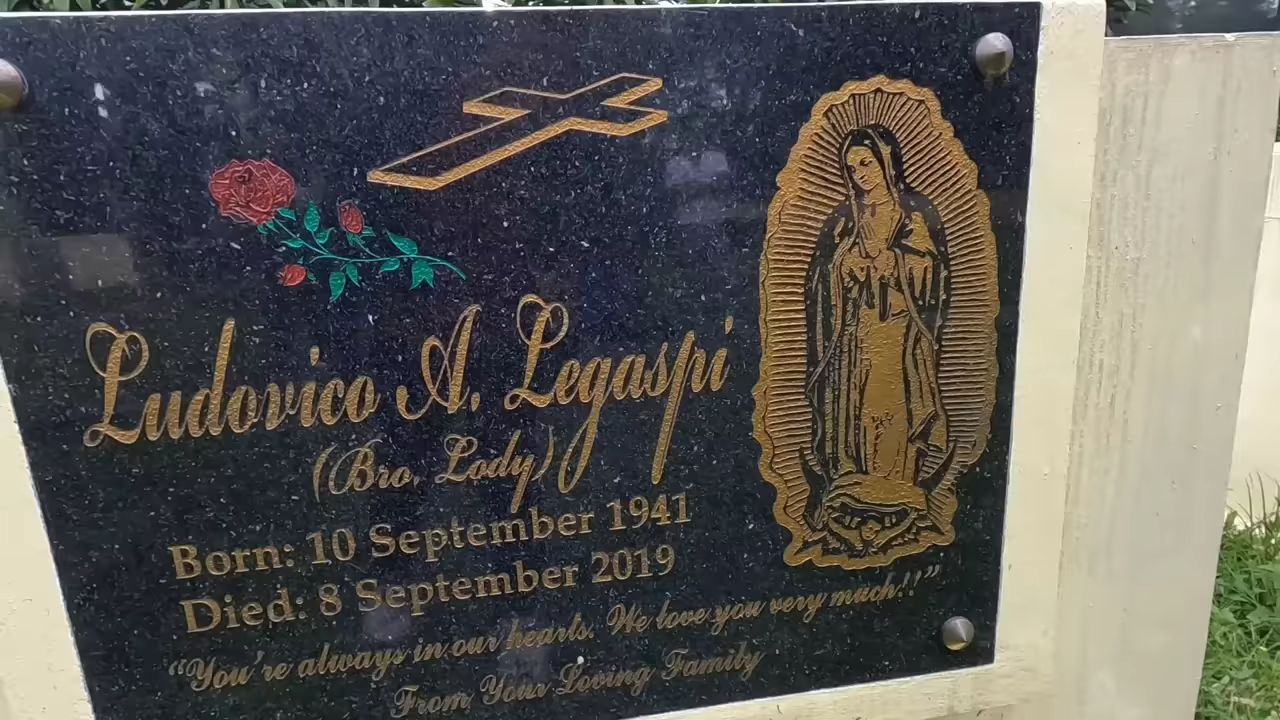 Ludovico A. Legaspi
(Bro. Lody)
Born: 10 September 1941
Died: 8 September 2019
“You're always in our hearts. We love you very much!!”
From Your Loving Family